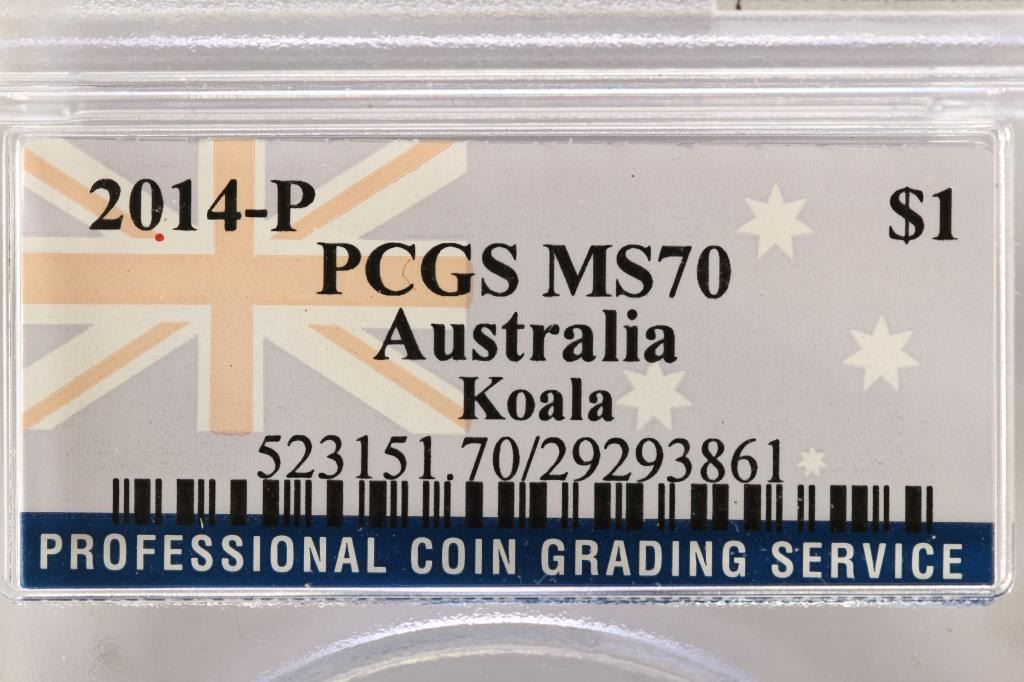 2014-P $1
PCGS MS70
Australia
Koala
523151.70/29293861
PROFESSIONAL COIN GRADING SERVICE